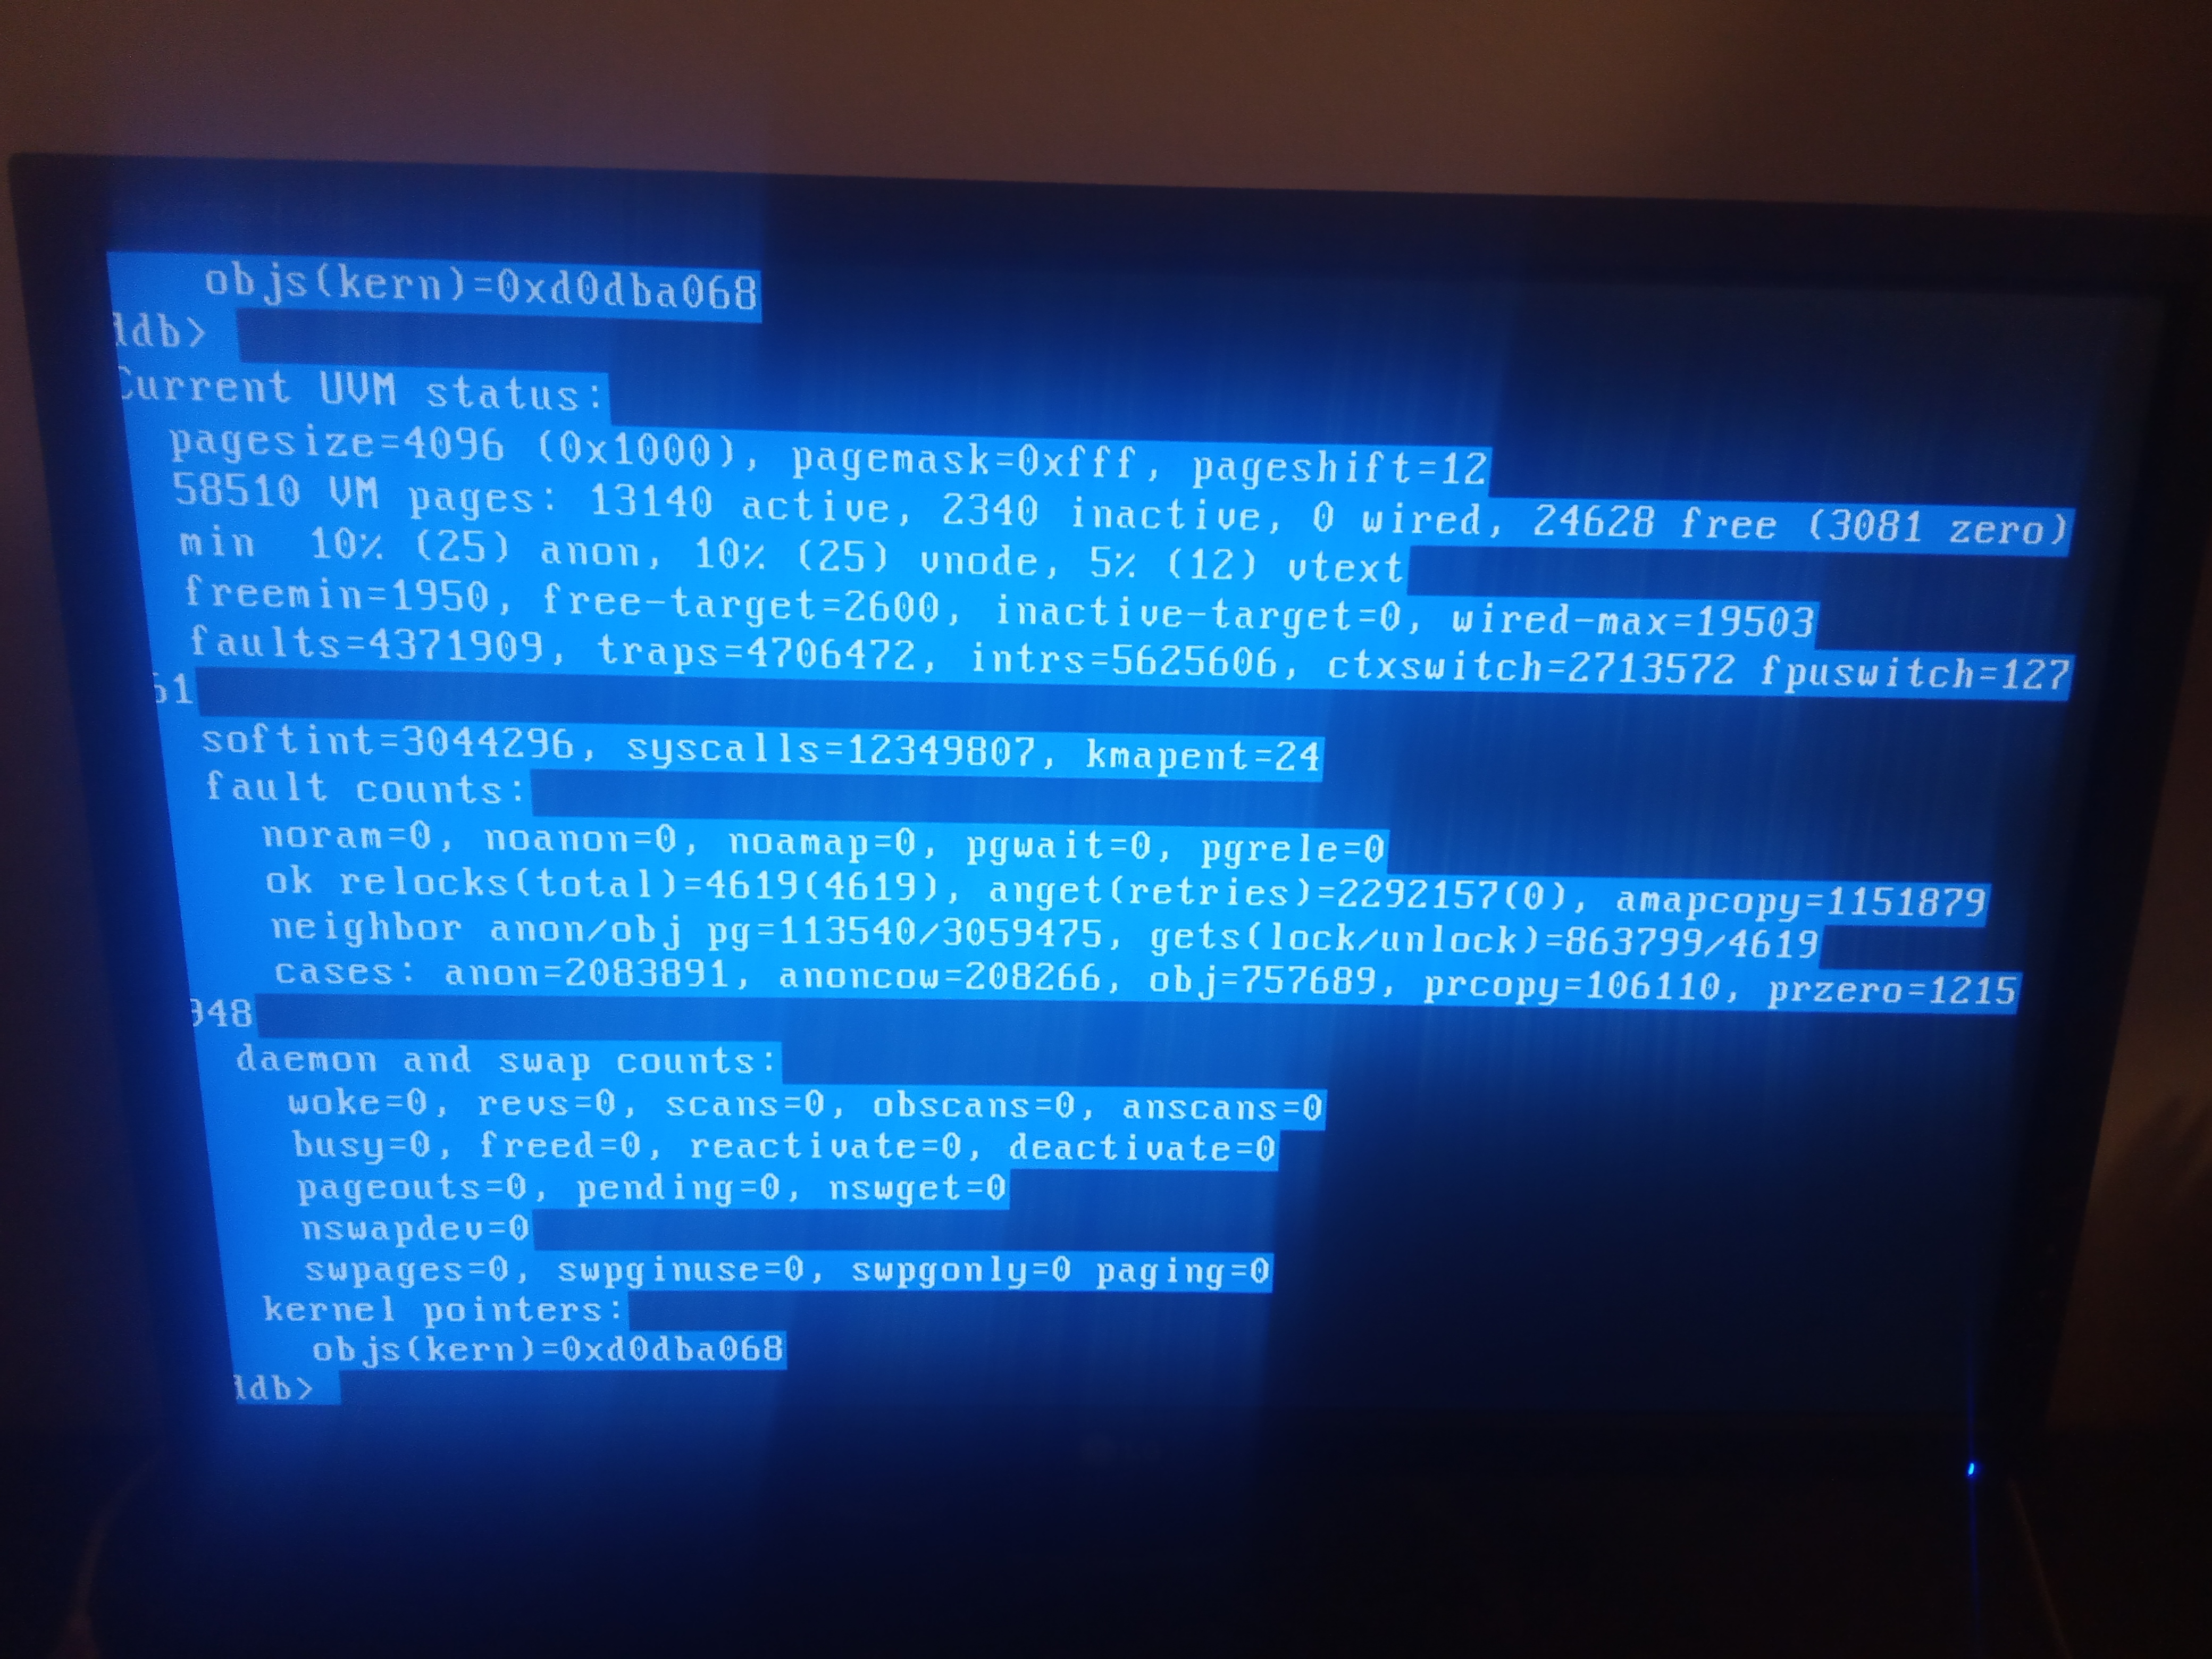 objs(kern)=0xd0dba068
ddb>
Current UVM status:
pagesize=4096 (0x1000), pagemask=0xfff, pageshift=12
58510 VM pages: 13140 active, 2340 inactive, 0 wired, 24628 free (3081 zero)
min  10% (25) anon, 10% (25) vnode, 5% (12) vtext
freemin=1950, free-target=2600, inactive-target=0, wired-max=19503
faults=4371909, traps=4706472, intrs=5625606, ctxswitch=2713572 fpuswitch=127
61
softint=3044296, syscalls=12349807, kmapent=24
fault counts:
noram=0, noanon=0, noamap=0, pgwait=0, pgrele=0
ok relocks(total)=4619(4619), anget(retries)=2292157(0), amapcopy=1151879
neighbor anon/obj pg=113540/3059475, gets(lock/unlock)=863799/4619
cases: anon=2083891, anoncow=208266, obj=757689, prcopy=106110, przero=1215
948
daemon and swap counts:
woke=0, revs=0, scans=0, obscans=0, anscans=0
busy=0, freed=0, reactivate=0, deactivate=0
pageouts=0, pending=0, nswget=0
nswapdev=0
swpages=0, swpginuse=0, swpgonly=0 paging=0
kernel pointers:
objs(kern)=0xd0dba068
ddb>